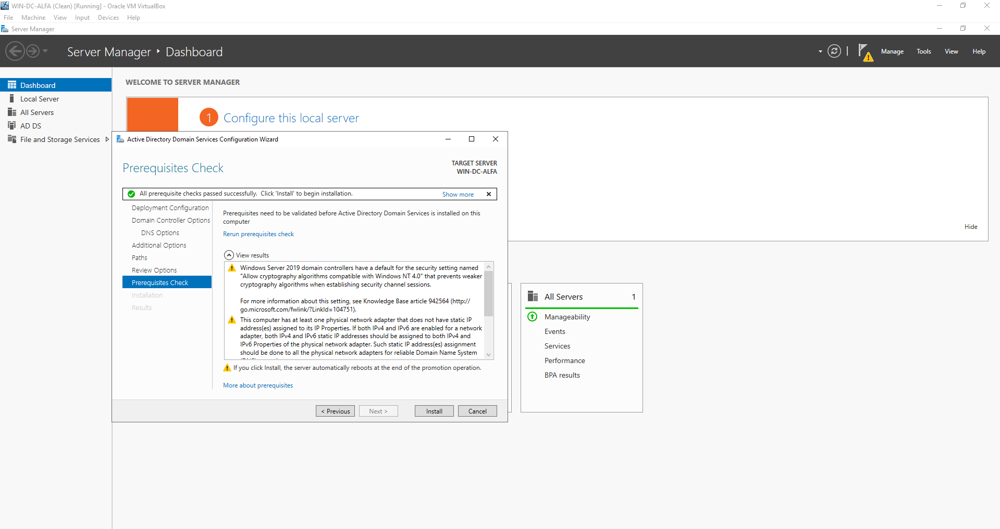 WIN-DC-ALFA (Clean) [Running] - Oracle VM VirtualBox
File Machine View Input Devices Help
Server Manager
Server Manager • Dashboard
Manage Tools View Help
Dashboard
Local Server
All Servers
AD DS
File and Storage Services
WELCOME TO SERVER MANAGER
1 Configure this local server
Hide
Active Directory Domain Services Configuration Wizard
Prerequisites Check
TARGET SERVER
WIN-DC-ALFA
All prerequisite checks passed successfully. Click 'Install' to begin installation.
Show more
Deployment Configuration
Domain Controller Options
DNS Options
Additional Options
Paths
Review Options
Prerequisites Check
Installation
Results
Prerequisites need to be validated before Active Directory Domain Services is installed on this
computer
Rerun prerequisites check
View results
Windows Server 2019 domain controllers have a default for the security setting named
"Allow cryptography algorithms compatible with Windows NT 4.0" that prevents weaker
cryptography algorithms when establishing security channel sessions.
For more information about this setting, see Knowledge Base article 942564 (http://
go.microsoft.com/fwlink/?LinkId=104751).
This computer has at least one physical network adapter that does not have static IP
address(es) assigned to its IP Properties. If both IPv4 and IPv6 are enabled for a network
adapter, both IPv4 and IPv6 static IP addresses should be assigned to both IPv4 and
IPv6 Properties of the physical network adapter. Such static IP address(es) assignment
should be done to all the physical network adapters for reliable Domain Name System
If you click Install, the server automatically reboots at the end of the promotion operation.
More about prerequisites
< Previous
Next >
Install
Cancel
All Servers 1
Manageability
Events
Services
Performance
BPA results